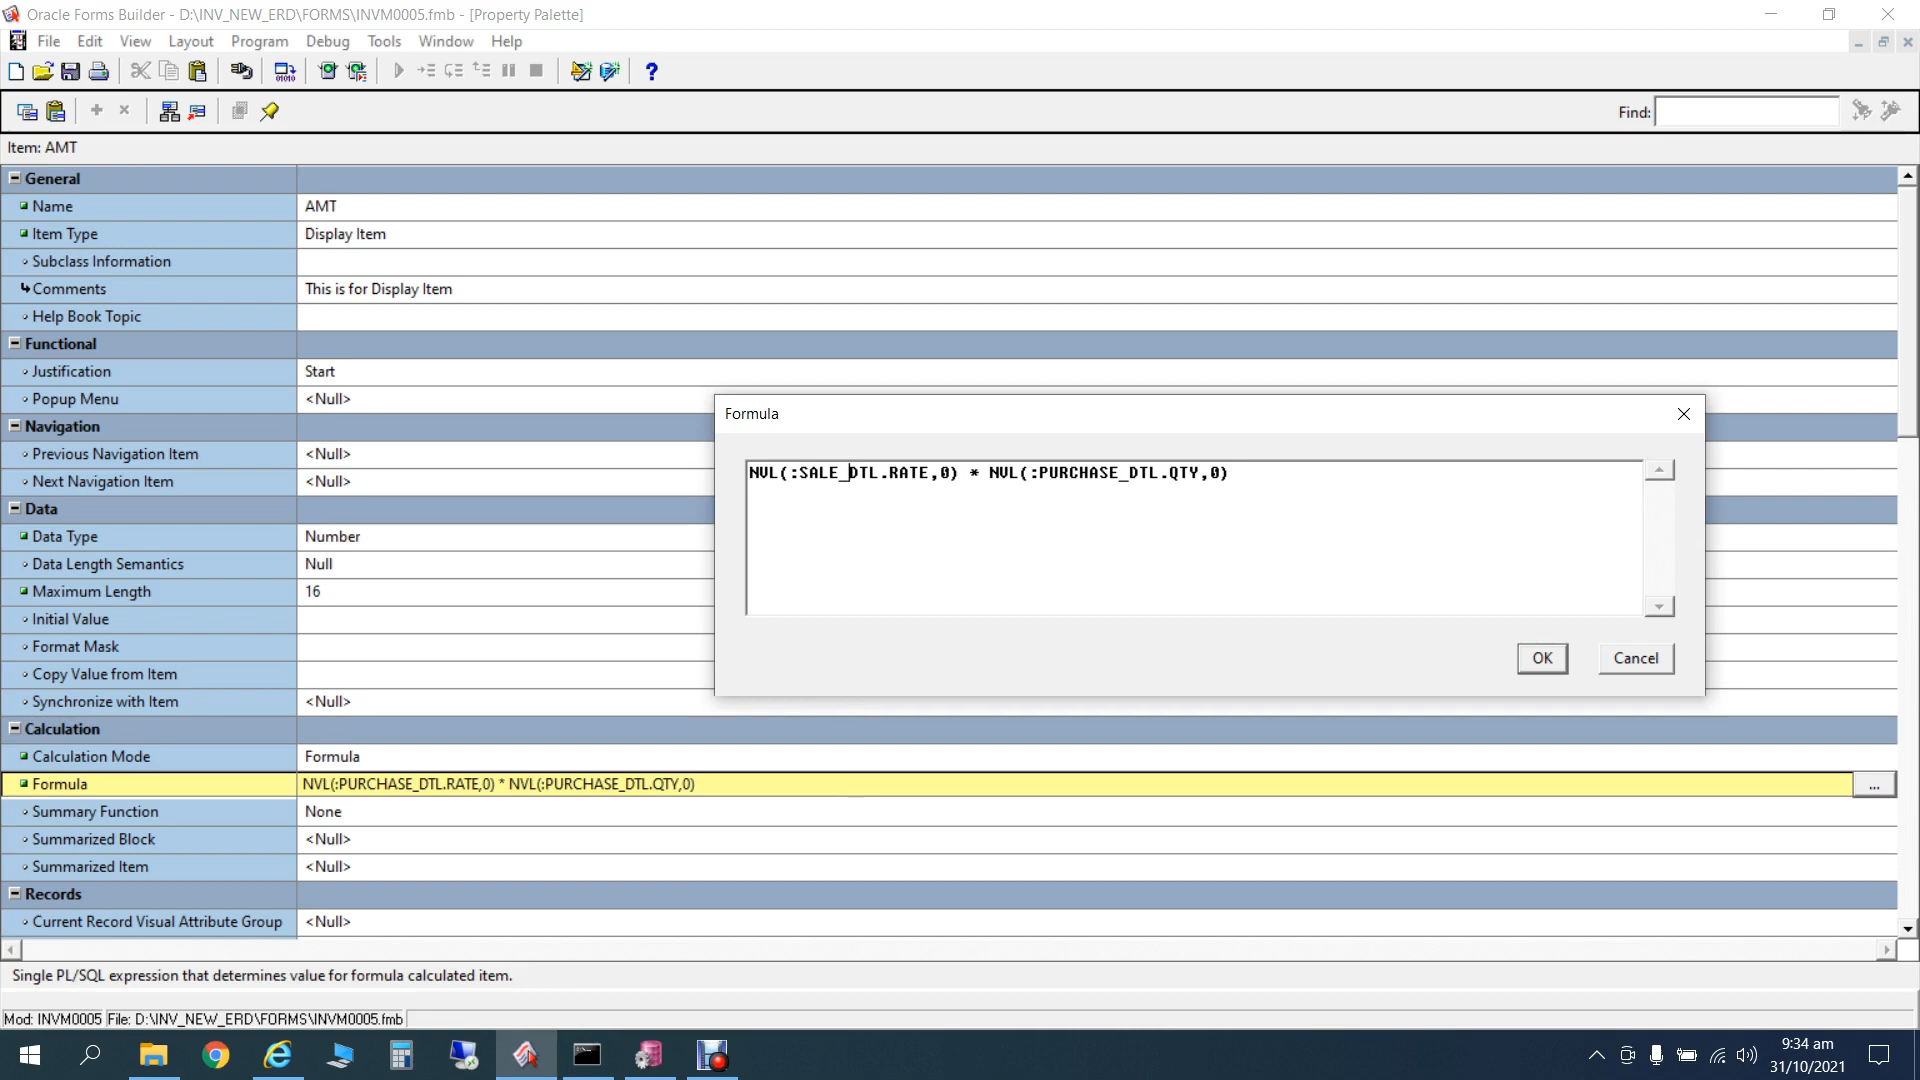 Oracle Forms Builder - D:\INV_NEW_ERD\FORMS\INVM0005.fmb - [Property Palette]
File Edit View Layout Program Debug Tools Window Help
Find:
Item: AMT
General
Name AMT
Item Type Display Item
Subclass Information
Comments This is for Display Item
Help Book Topic
Functional
Justification Start
Popup Menu <Null>
Navigation
Previous Navigation Item <Null>
Next Navigation Item <Null>
Data
Data Type Number
Data Length Semantics Null
Maximum Length 16
Initial Value
Format Mask
Copy Value from Item
Synchronize with Item <Null>
Calculation
Calculation Mode Formula
Formula NVL(:PURCHASE_DTL.RATE,0) * NVL(:PURCHASE_DTL.QTY,0) ...
Summary Function None
Summarized Block <Null>
Summarized Item <Null>
Records
Current Record Visual Attribute Group <Null>
Formula
NVL(:SALE_DTL.RATE,0) * NVL(:PURCHASE_DTL.QTY,0)
OK Cancel
Single PL/SQL expression that determines value for formula calculated item.
Mod: INVM0005 File: D:\INV_NEW_ERD\FORMS\INVM0005.fmb
9:34 am
31/10/2021